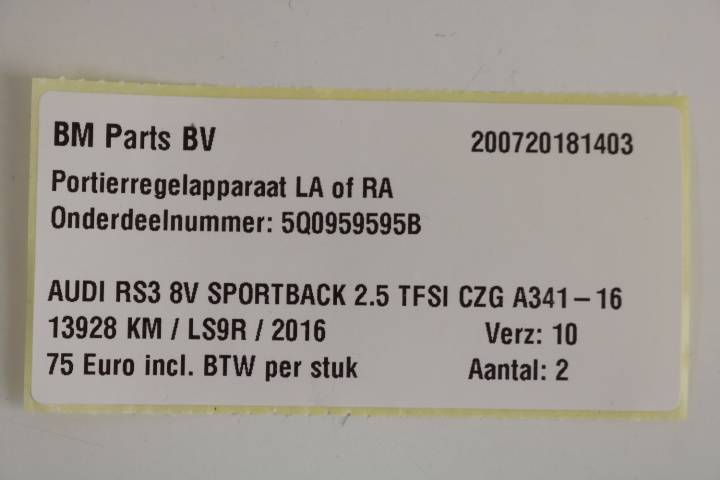 BM Parts BV 200720181403
Portierregelapparaat LA of RA
Onderdeelnummer: 5Q0959595B
AUDI RS3 8V SPORTBACK 2.5 TFSI CZG A341-16
13928 KM / LS9R / 2016 Verz: 10
75 Euro incl. BTW per stuk Aantal: 2